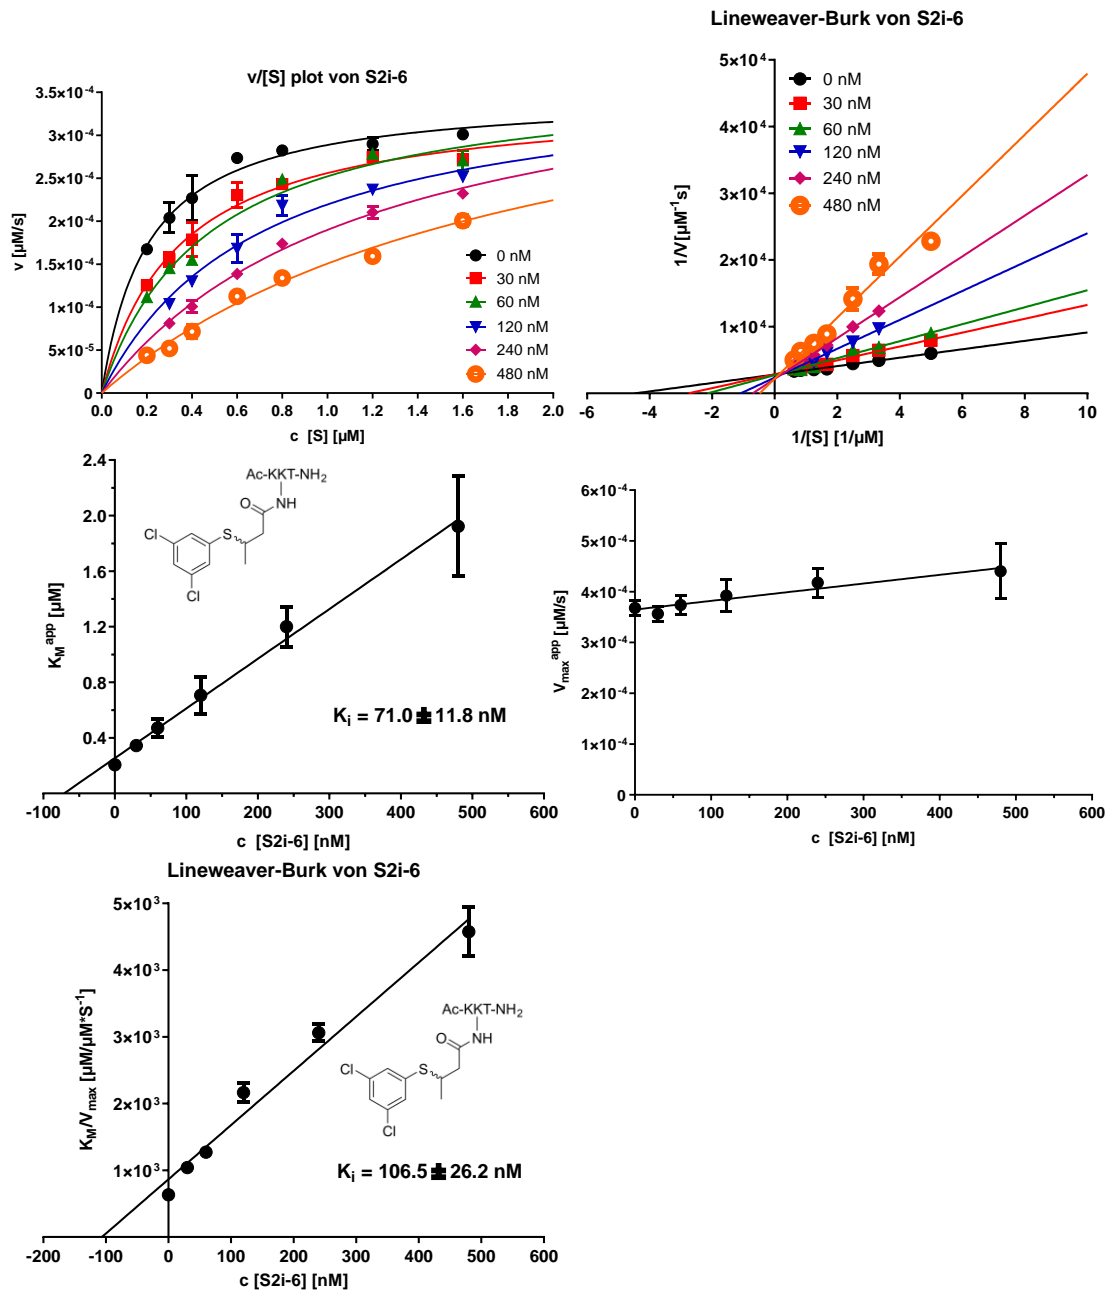 v/[S] plot von S2i-6
3.5×10⁻⁴
3×10⁻⁴
2.5×10⁻⁴
2×10⁻⁴
1.5×10⁻⁴
1×10⁻⁴
5×10⁻⁵
0
v [µM/s]
0 nM
30 nM
60 nM
120 nM
240 nM
480 nM
0.0 0.2 0.4 0.6 0.8 1.0 1.2 1.4 1.6 1.8 2.0
c [S] [µM]
Lineweaver-Burk von S2i-6
5×10⁴
4×10⁴
3×10⁴
2×10⁴
1×10⁴
1/V[µM⁻¹s]
0 nM
30 nM
60 nM
120 nM
240 nM
480 nM
-6 -4 -2 0 2 4 6 8 10
1/[S] [1/µM]
2.4
2.0
1.6
1.2
0.8
0.4
K_M^app [µM]
Ac-KKT-NH₂
O
NH
S
Cl
Cl
Kᵢ = 71.0 ± 11.8 nM
-100 0 100 200 300 400 500 600
c [S2i-6] [nM]
6×10⁻⁴
5×10⁻⁴
4×10⁻⁴
3×10⁻⁴
2×10⁻⁴
1×10⁻⁴
0
V_max^app [µM/s]
0 100 200 300 400 500 600
c [S2i-6] [nM]
Lineweaver-Burk von S2i-6
5×10³
4×10³
3×10³
2×10³
1×10³
K_M/V_max [µM/µM*S⁻¹]
Ac-KKT-NH₂
O
NH
S
Cl
Cl
Kᵢ = 106.5 ± 26.2 nM
-200 -100 0 100 200 300 400 500 600
c [S2i-6] [nM]